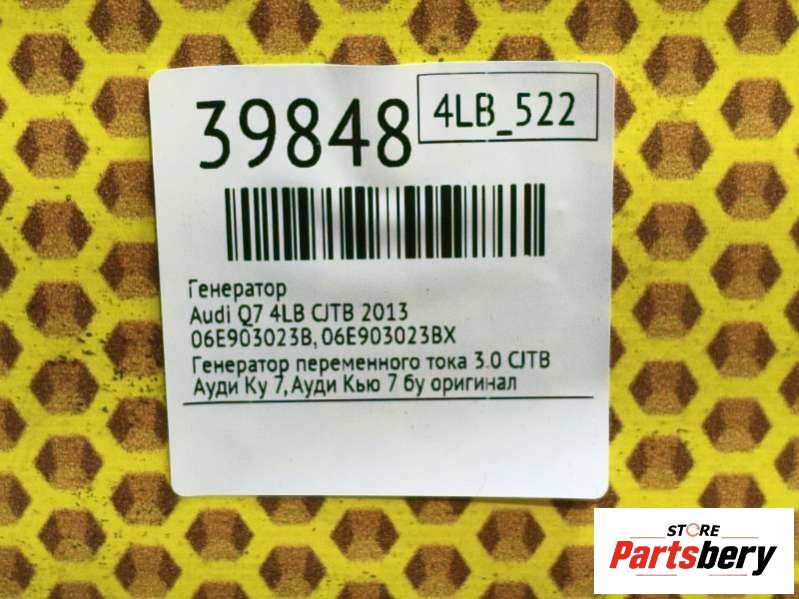 39848
4LB_522
Генератор
Audi Q7 4LB CJTB 2013
06E903023B, 06E903023BX
Генератор переменного тока 3.0 CJTB
Ауди Ку 7, Ауди Кью 7 бу оригинал
STORE
Partsbery